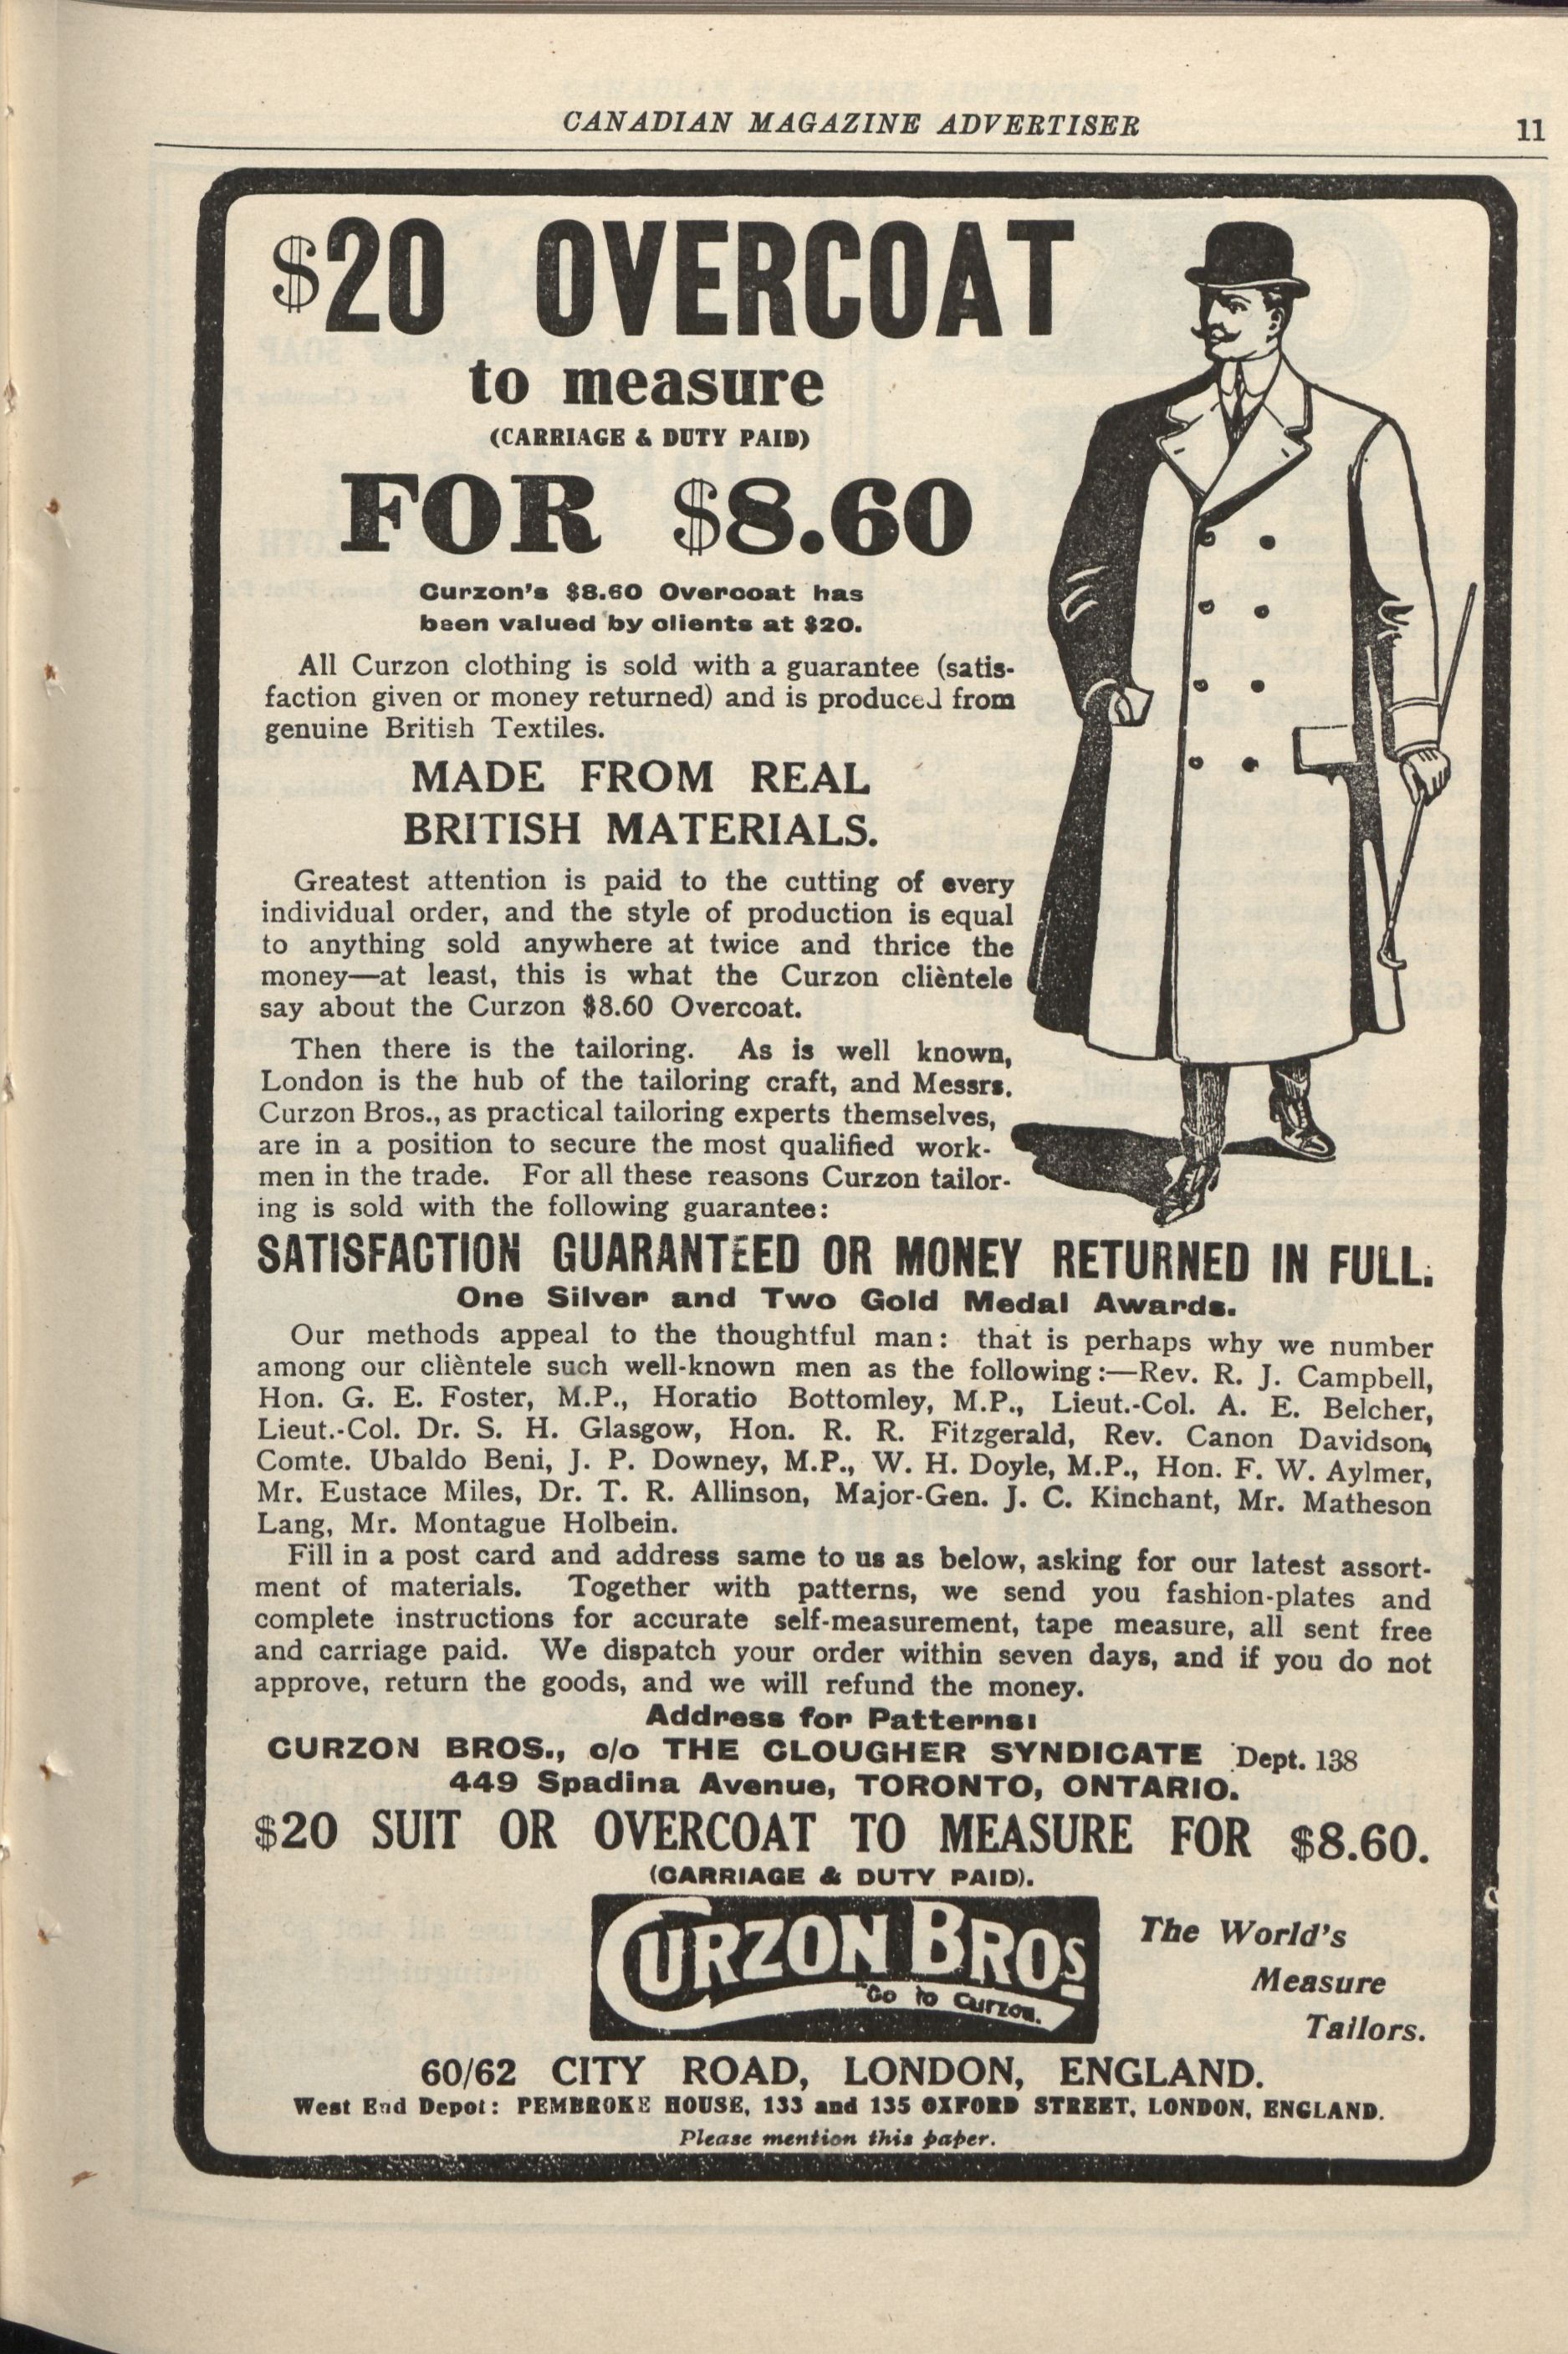 CANADIAN MAGAZINE ADVERTISER 11
$20 OVERCOAT
to measure
(CARRIAGE & DUTY PAID)
FOR $8.60
Curzon's $8.60 Overcoat has
been valued by clients at $20.
All Curzon clothing is sold with a guarantee (satis-
faction given or money returned) and is produced from
genuine British Textiles.
MADE FROM REAL
BRITISH MATERIALS.
Greatest attention is paid to the cutting of every
individual order, and the style of production is equal
to anything sold anywhere at twice and thrice the
money—at least, this is what the Curzon clièntele
say about the Curzon $8.60 Overcoat.
Then there is the tailoring. As is well known,
London is the hub of the tailoring craft, and Messrs.
Curzon Bros., as practical tailoring experts themselves,
are in a position to secure the most qualified work-
men in the trade. For all these reasons Curzon tailor-
ing is sold with the following guarantee:
SATISFACTION GUARANTEED OR MONEY RETURNED IN FULL.
One Silver and Two Gold Medal Awards.
Our methods appeal to the thoughtful man: that is perhaps why we number
among our clièntele such well-known men as the following:—Rev. R. J. Campbell,
Hon. G. E. Foster, M.P., Horatio Bottomley, M.P., Lieut.-Col. A. E. Belcher,
Lieut.-Col. Dr. S. H. Glasgow, Hon. R. R. Fitzgerald, Rev. Canon Davidson,
Comte. Ubaldo Beni, J. P. Downey, M.P., W. H. Doyle, M.P., Hon. F. W. Aylmer,
Mr. Eustace Miles, Dr. T. R. Allinson, Major-Gen. J. C. Kinchant, Mr. Matheson
Lang, Mr. Montague Holbein.
Fill in a post card and address same to us as below, asking for our latest assort-
ment of materials. Together with patterns, we send you fashion-plates and
complete instructions for accurate self-measurement, tape measure, all sent free
and carriage paid. We dispatch your order within seven days, and if you do not
approve, return the goods, and we will refund the money.
Address for Patterns:
CURZON BROS., c/o THE CLOUGHER SYNDICATE Dept. 138
449 Spadina Avenue, TORONTO, ONTARIO.
$20 SUIT OR OVERCOAT TO MEASURE FOR $8.60.
(CARRIAGE & DUTY PAID).
CURZON BROS
"Go to Curzon.
The World's
Measure
Tailors.
60/62 CITY ROAD, LONDON, ENGLAND.
West End Depot: PEMBROKE HOUSE, 133 and 135 OXFORD STREET, LONDON, ENGLAND.
Please mention this paper.